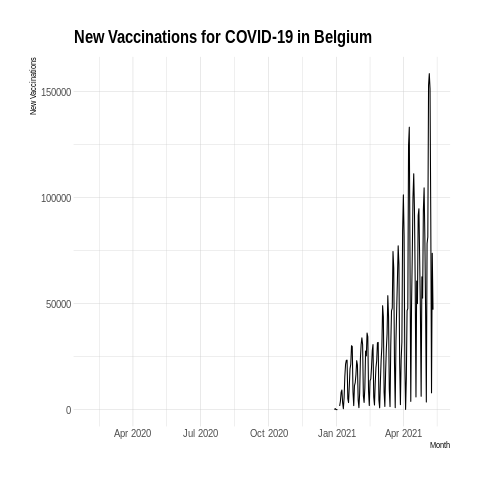 New Vaccinations for COVID-19 in Belgium
New Vaccinations
150000
100000
50000
0
Apr 2020
Jul 2020
Oct 2020
Jan 2021
Apr 2021
Month